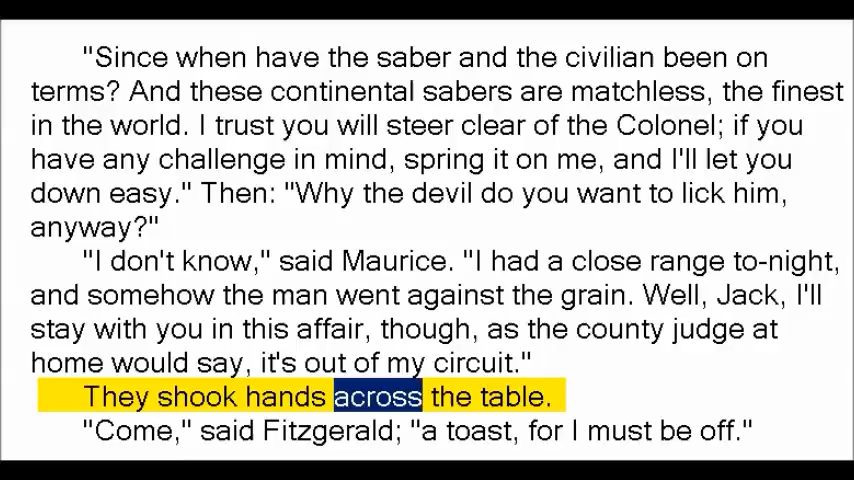 "Since when have the saber and the civilian been on
terms? And these continental sabers are matchless, the finest
in the world. I trust you will steer clear of the Colonel; if you
have any challenge in mind, spring it on me, and I'll let you
down easy." Then: "Why the devil do you want to lick him,
anyway?"
"I don't know," said Maurice. "I had a close range to-night,
and somehow the man went against the grain. Well, Jack, I'll
stay with you in this affair, though, as the county judge at
home would say, it's out of my circuit."
They shook hands across the table.
"Come," said Fitzgerald; "a toast, for I must be off."